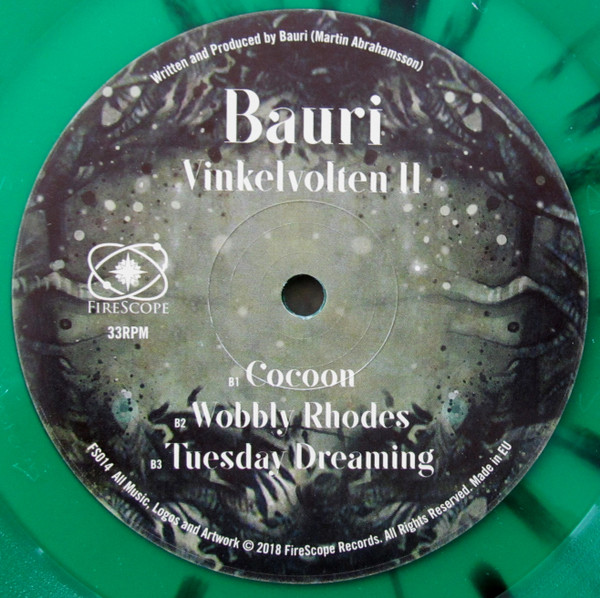 Written and Produced by Bauri (Martin Abrahamsson)
Bauri
Vinkelvolten II
FIRESCOPE
33RPM
B1 Cocoon
B2 Wobbly Rhodes
B3 Tuesday Dreaming
FS014 All Music, Logos and Artwork © 2018 FireScope Records. All Rights Reserved. Made in EU